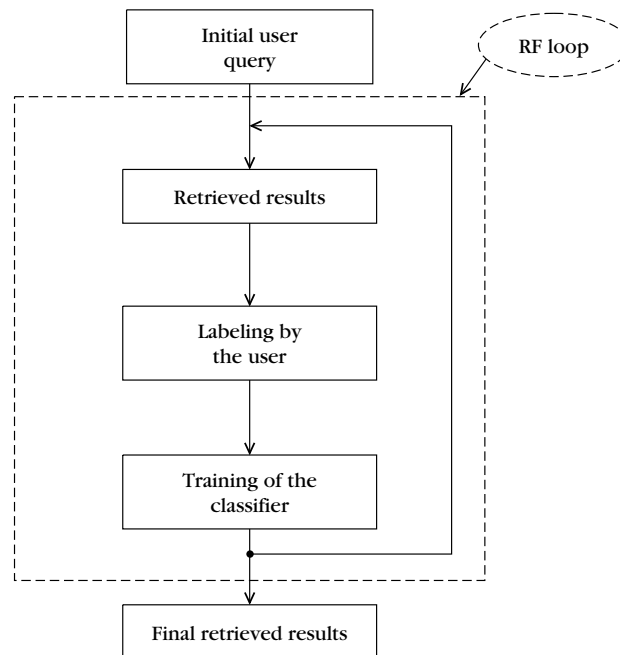 Initial user
query
RF loop
Retrieved results
Labeling by
the user
Training of the
classifier
Final retrieved results